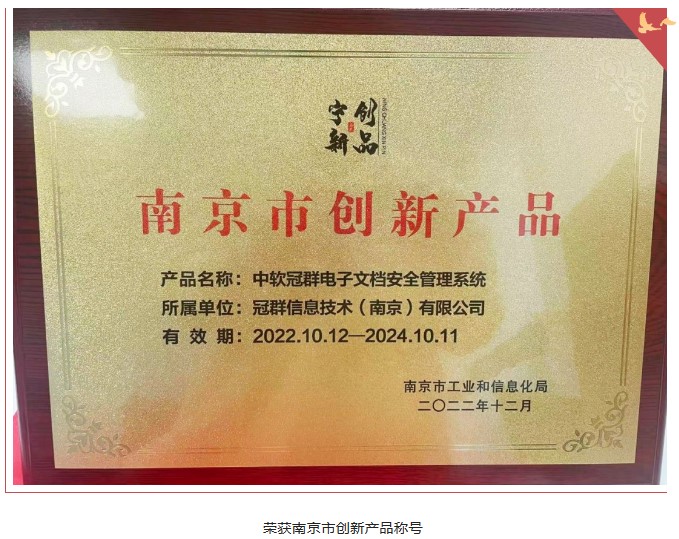 宁创新品
南京市创新产品
产品名称：中软冠群电子文档安全管理系统
所属单位：冠群信息技术（南京）有限公司
有 效 期：2022.10.12—2024.10.11
南京市工业和信息化局
二〇二二年十二月
荣获南京市创新产品称号